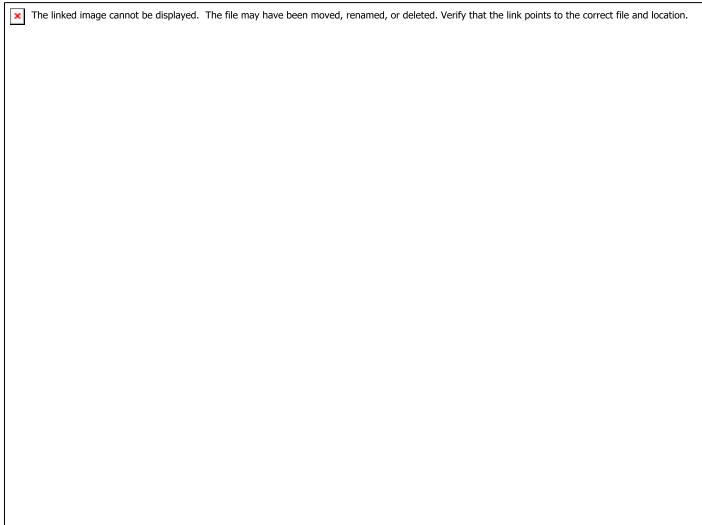 The linked image cannot be displayed.  The file may have been moved, renamed, or deleted. Verify that the link points to the correct file and location.